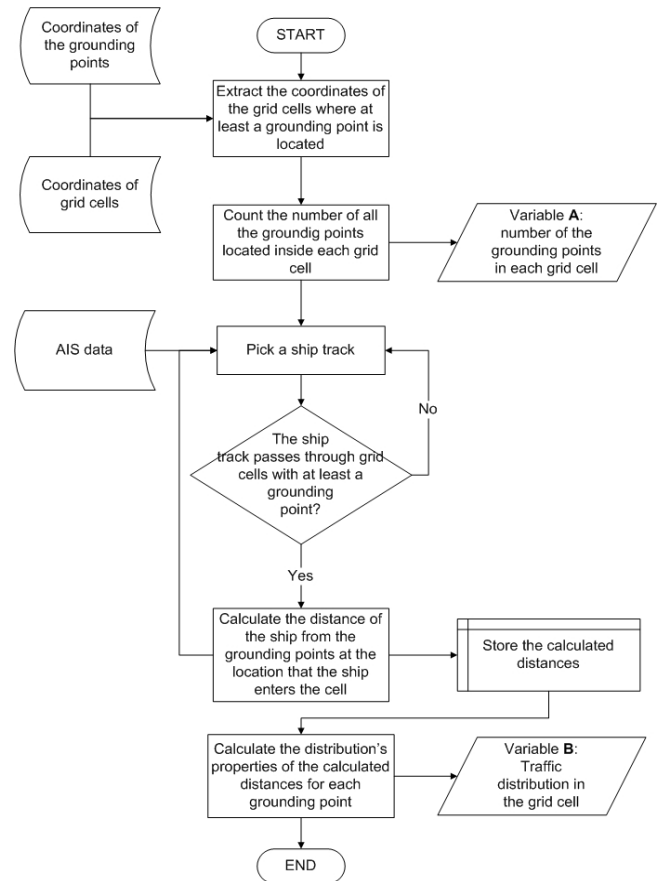 Coordinates of
the grounding
points
START
Extract the coordinates of
the grid cells where at
least a grounding point is
located
Coordinates of
grid cells
Count the number of all
the groundig points
located inside each grid
cell
Variable A:
number of the
grounding points
in each grid cell
AIS data
Pick a ship track
No
The ship
track passes through grid
cells with at least a
grounding
point?
Yes
Calculate the distance of
the ship from the
grounding points at the
location that the ship
enters the cell
Store the calculated
distances
Calculate the distribution's
properties of the calculated
distances for each
grounding point
Variable B:
Traffic
distribution in
the grid cell
END